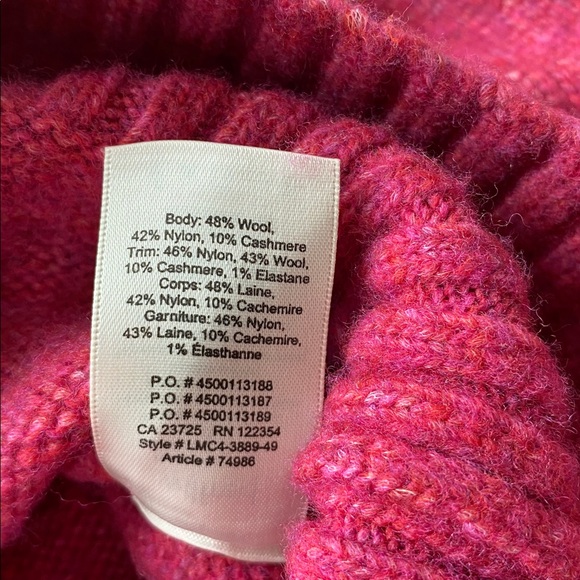 Body: 48% Wool,
42% Nylon, 10% Cashmere
Trim: 46% Nylon, 43% Wool,
10% Cashmere, 1% Elastane
Corps: 48% Laine,
42% Nylon, 10% Cachemire
Garniture: 46% Nylon,
43% Laine, 10% Cachemire,
1% Élasthanne
P.O. # 4500113188
P.O. # 4500113187
P.O. # 4500113189
CA 23725 RN 122354
Style # LMC4-3889-49
Article # 74986